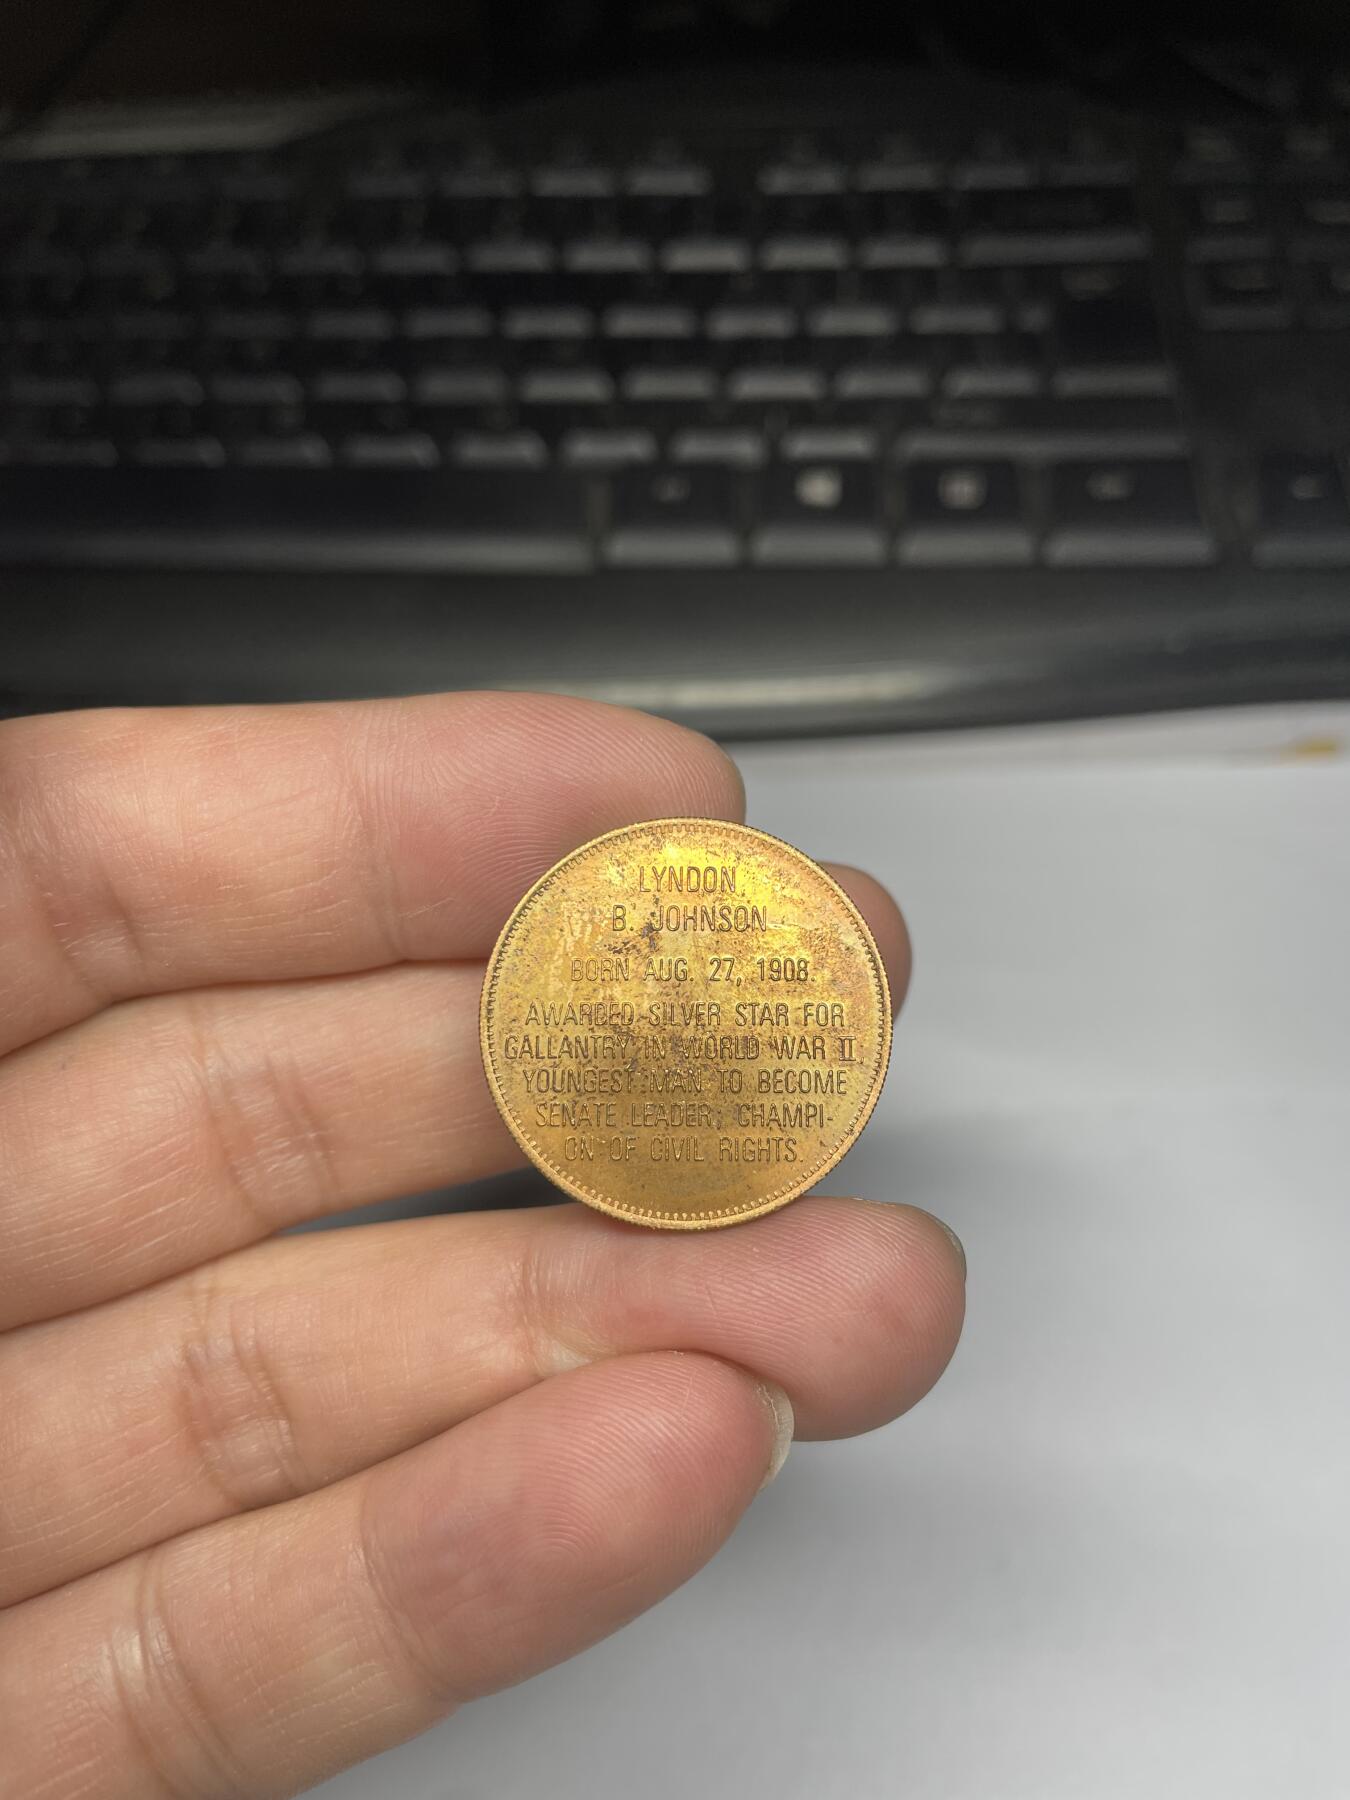 LYNDON
B. JOHNSON
BORN AUG. 27, 1908.
AWARDED SILVER STAR FOR
GALLANTRY IN WORLD WAR II,
YOUNGEST MAN TO BECOME
SENATE LEADER, CHAMPI-
ON OF CIVIL RIGHTS.